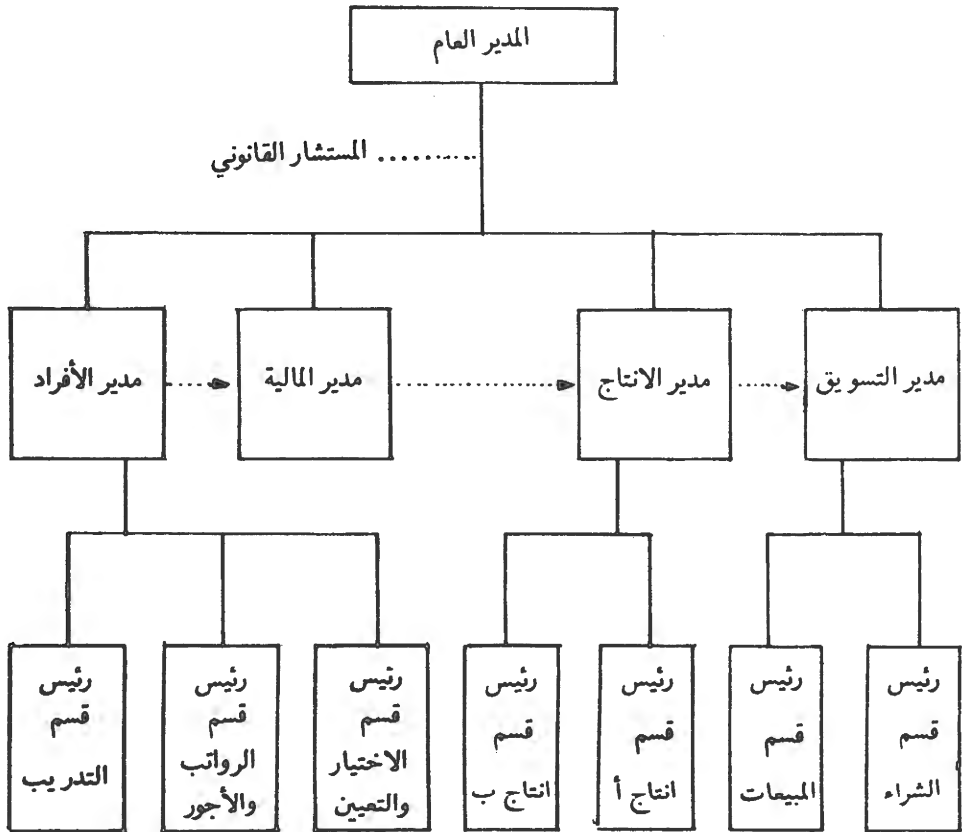 المدير العام
المستشار القانوني ........
مدير التسويق
مدير الانتاج
مدير المالية
مدير الأفراد
رئيس
قسم
الشراء
رئيس
قسم
المبيعات
رئيس
قسم
انتاج أ
رئيس
قسم
انتاج ب
رئيس
قسم
الاختيار
والتعيين
رئيس
قسم
الرواتب
والأجور
رئيس
قسم
التدريب